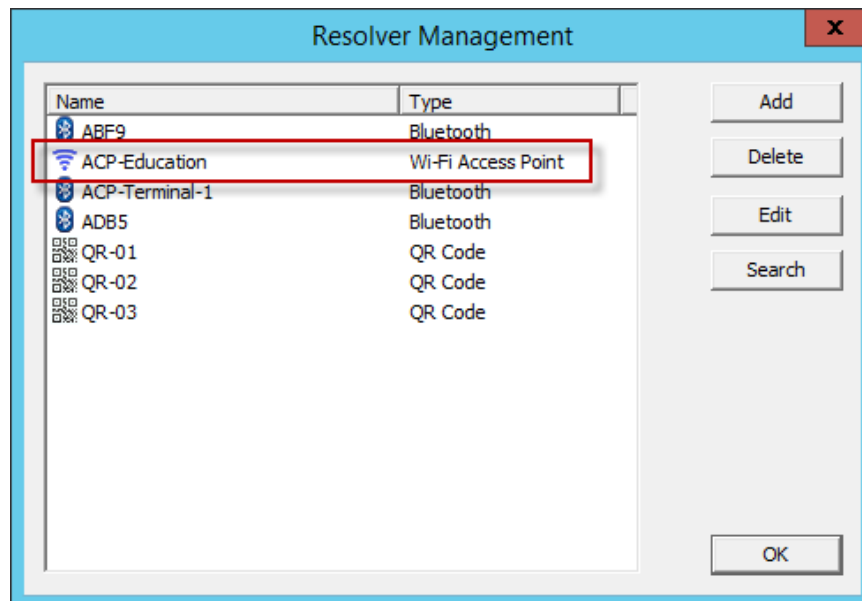 Resolver Management
x
Name Type
ABF9 Bluetooth
ACP-Education Wi-Fi Access Point
ACP-Terminal-1 Bluetooth
ADB5 Bluetooth
QR-01 QR Code
QR-02 QR Code
QR-03 QR Code
Add
Delete
Edit
Search
OK